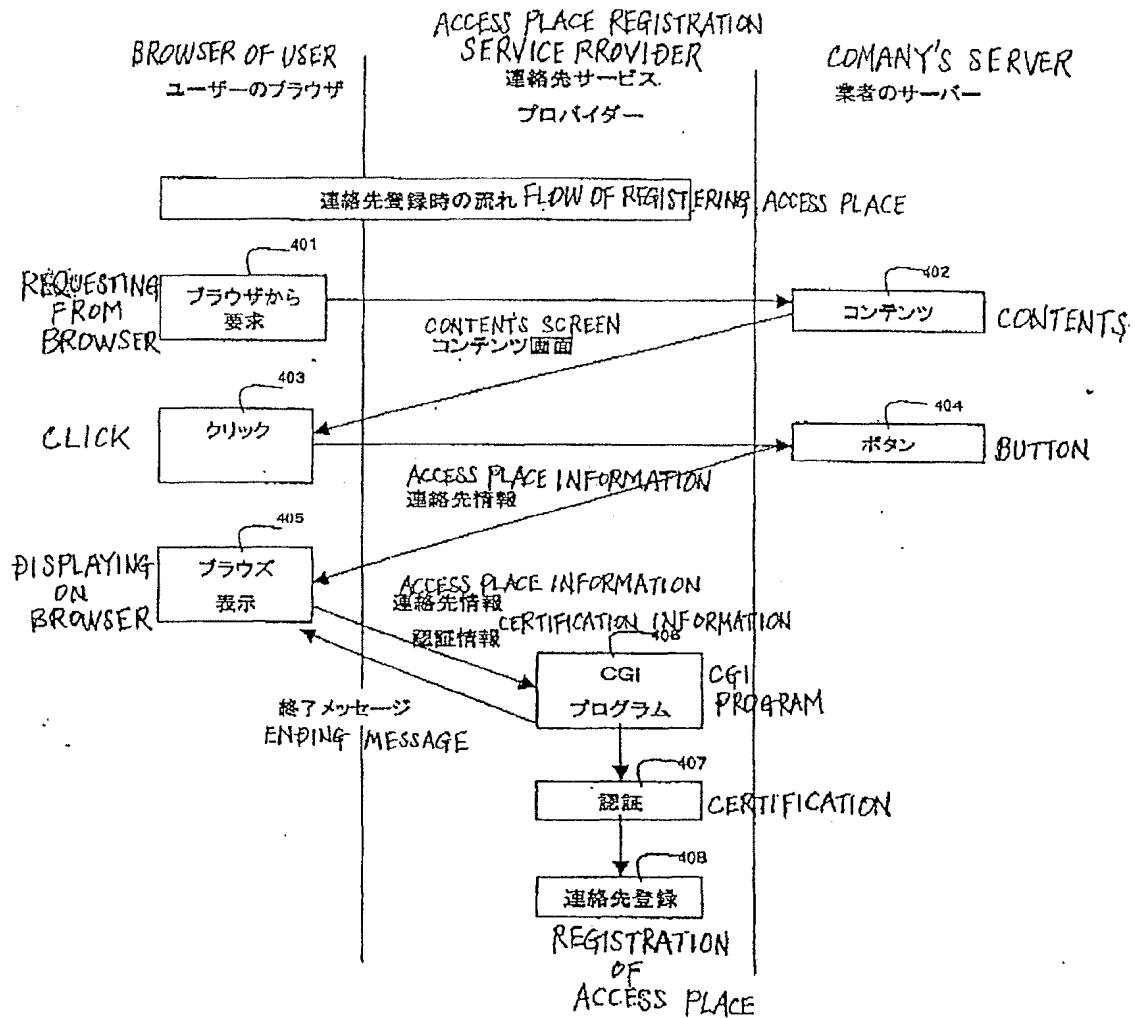 BROWSER OF USER
ユーザーのブラウザ
ACCESS PLACE REGISTRATION
SERVICE RROVIDER
連絡先サービス
プロバイダー
COMANY'S SERVER
業者のサーバー
連絡先登録時の流れ FLOW OF REGISTERING ACCESS PLACE
401
REQUESTING
FROM
BROWSER
ブラウザから
要求
402
コンテンツ
CONTENTS
CONTENTS SCREEN
コンテンツ画面
403
CLICK
クリック
404
ボタン
BUTTON
ACCESS PLACE INFORMATION
連絡先情報
405
DISPLAYING
ON
BROWSER
ブラウズ
表示
ACCESS PLACE INFORMATION
連絡先情報
認証情報 CERTIFICATION INFORMATION
406
CGI
プログラム
CGI
PROGRAM
終了メッセージ
ENDING MESSAGE
407
認証
CERTIFICATION
408
連絡先登録
REGISTRATION
OF
ACCESS PLACE